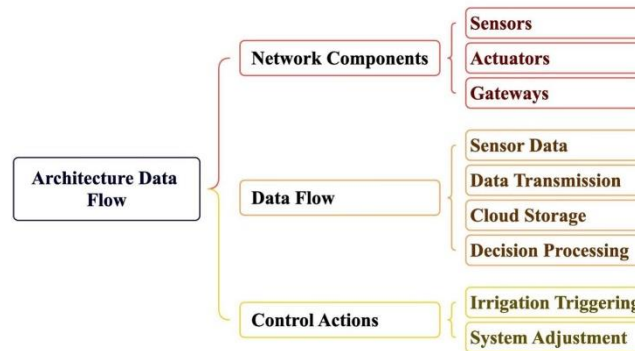 Architecture Data
Flow
Network Components
Sensors
Actuators
Gateways
Data Flow
Sensor Data
Data Transmission
Cloud Storage
Decision Processing
Control Actions
Irrigation Triggering
System Adjustment